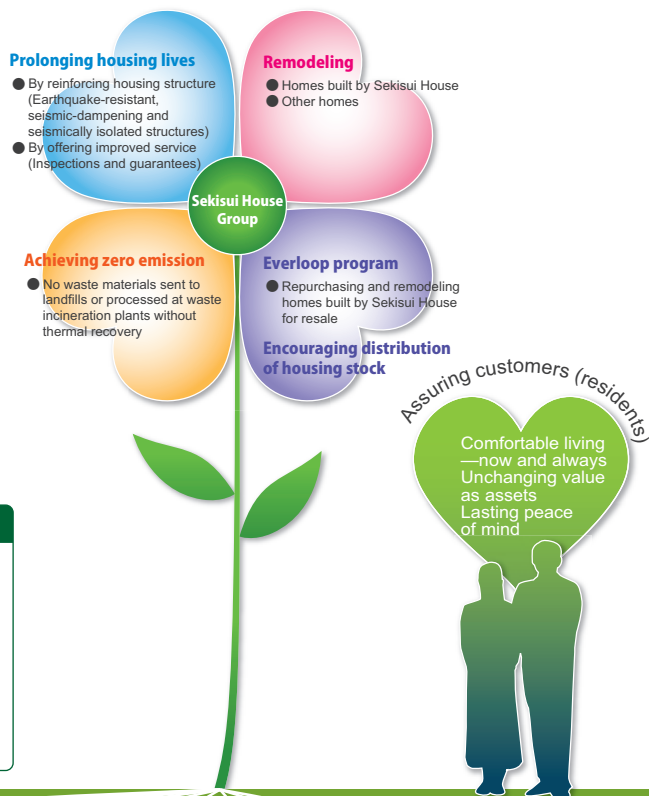 Prolonging housing lives
● By reinforcing housing structure
(Earthquake-resistant,
seismic-dampening and
seismically isolated structures)
● By offering improved service
(Inspections and guarantees)
Remodeling
● Homes built by Sekisui House
● Other homes
Sekisui House
Group
Achieving zero emission
● No waste materials sent to
landfills or processed at waste
incineration plants without
thermal recovery
Everloop program
● Repurchasing and remodeling
homes built by Sekisui House
for resale
Encouraging distribution
of housing stock
Assuring customers (residents)
Comfortable living
—now and always
Unchanging value
as assets
Lasting peace
of mind